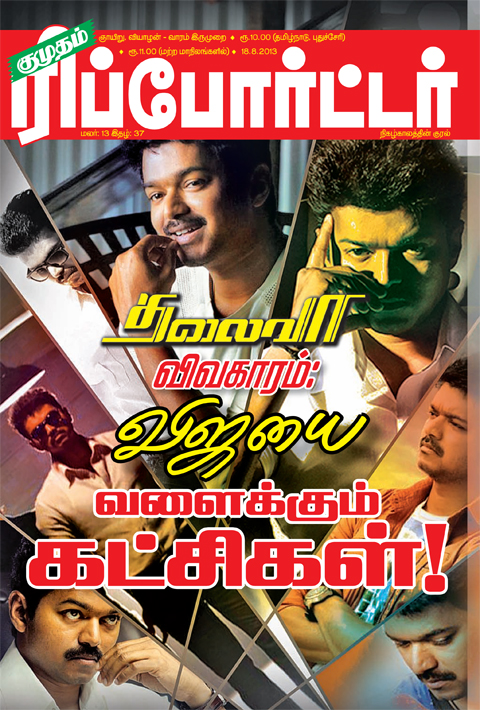 ஞாயிறு, வியாழன் - வாரம் இருமுறை ♦ ரூ.10.00 (தமிழ்நாடு, புதுச்சேரி)
♦ ரூ.11.00 (மற்ற மாநிலங்களில்) ♦ 18.8.2013
குமுதம்
ரிப்போர்ட்டர்
மலர்: 13 இதழ்: 37
நிகழ்காலத்தின் குரல்
தலைவா
விவகாரம்:
விஜயை
வளைக்கும்
கட்சிகள்!